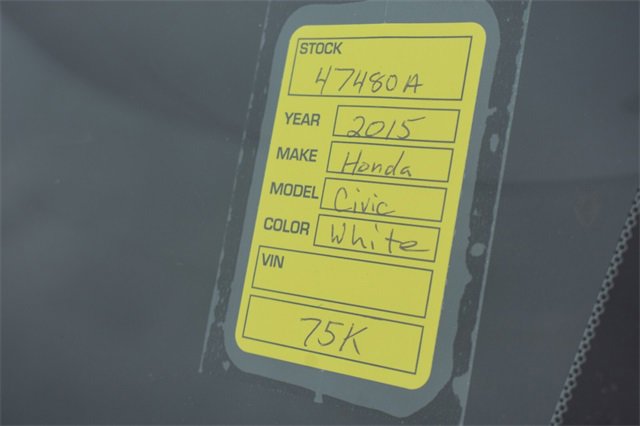 STOCK
47480A
YEAR 2015
MAKE Honda
MODEL Civic
COLOR White
VIN
75K